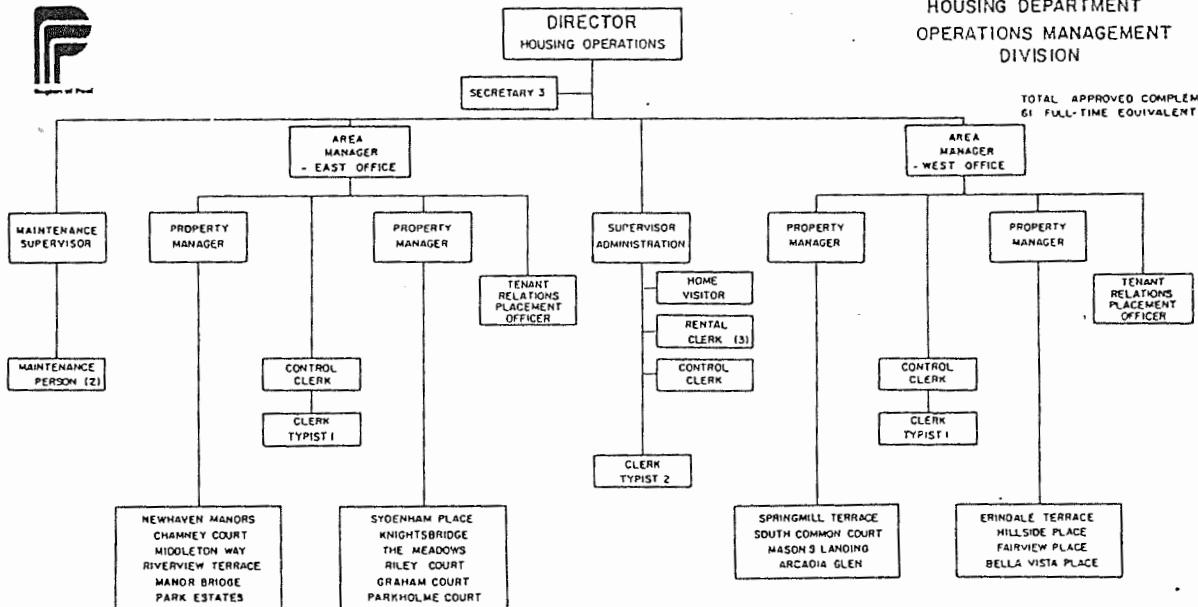 Region of Peel
DIRECTOR
HOUSING OPERATIONS
HOUSING DEPARTMENT
OPERATIONS MANAGEMENT
DIVISION
SECRETARY 3
TOTAL APPROVED COMPLEM
61 FULL-TIME EQUIVALENT
AREA
MANAGER
- EAST OFFICE
AREA
MANAGER
- WEST OFFICE
MAINTENANCE
SUPERVISOR
PROPERTY
MANAGER
PROPERTY
MANAGER
SUPERVISOR
ADMINISTRATION
PROPERTY
MANAGER
PROPERTY
MANAGER
TENANT
RELATIONS
PLACEMENT
OFFICER
HOME
VISITOR
TENANT
RELATIONS
PLACEMENT
OFFICER
RENTAL
CLERK (3)
MAINTENANCE
PERSON (2)
CONTROL
CLERK
CONTROL
CLERK
CONTROL
CLERK
CLERK
TYPIST 1
CLERK
TYPIST 1
CLERK
TYPIST 2
NEWHAVEN MANORS
CHAMNEY COURT
MIDDLETON WAY
RIVERVIEW TERRACE
MANOR BRIDGE
PARK ESTATES
SYDENHAM PLACE
KNIGHTSBRIDGE
THE MEADOWS
RILEY COURT
GRAHAM COURT
PARKHOLME COURT
SPRINGMILL TERRACE
SOUTH COMMON COURT
MASON'S LANDING
ARCADIA GLEN
ERINDALE TERRACE
HILLSIDE PLACE
FAIRVIEW PLACE
BELLA VISTA PLACE